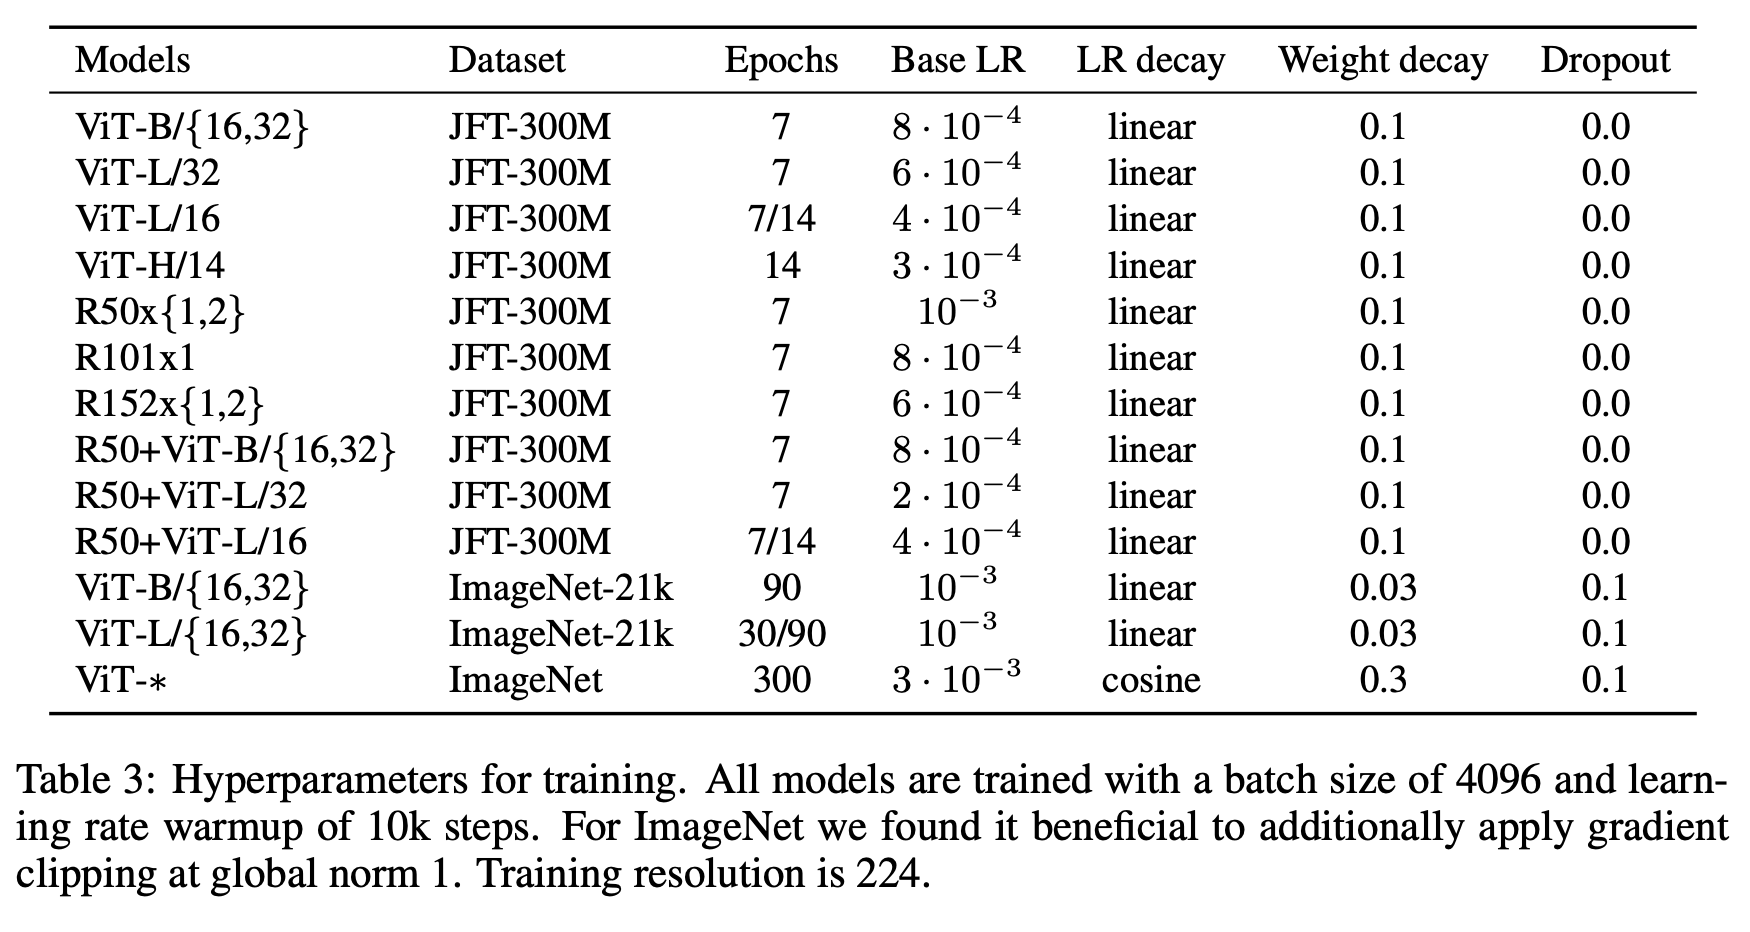 Models Dataset Epochs Base LR LR decay Weight decay Dropout
ViT-B/{16,32} JFT-300M 7 8 · 10⁻⁴ linear 0.1 0.0
ViT-L/32 JFT-300M 7 6 · 10⁻⁴ linear 0.1 0.0
ViT-L/16 JFT-300M 7/14 4 · 10⁻⁴ linear 0.1 0.0
ViT-H/14 JFT-300M 14 3 · 10⁻⁴ linear 0.1 0.0
R50x{1,2} JFT-300M 7 10⁻³ linear 0.1 0.0
R101x1 JFT-300M 7 8 · 10⁻⁴ linear 0.1 0.0
R152x{1,2} JFT-300M 7 6 · 10⁻⁴ linear 0.1 0.0
R50+ViT-B/{16,32} JFT-300M 7 8 · 10⁻⁴ linear 0.1 0.0
R50+ViT-L/32 JFT-300M 7 2 · 10⁻⁴ linear 0.1 0.0
R50+ViT-L/16 JFT-300M 7/14 4 · 10⁻⁴ linear 0.1 0.0
ViT-B/{16,32} ImageNet-21k 90 10⁻³ linear 0.03 0.1
ViT-L/{16,32} ImageNet-21k 30/90 10⁻³ linear 0.03 0.1
ViT-∗ ImageNet 300 3 · 10⁻³ cosine 0.3 0.1
Table 3: Hyperparameters for training. All models are trained with a batch size of 4096 and learn-
ing rate warmup of 10k steps. For ImageNet we found it beneficial to additionally apply gradient
clipping at global norm 1. Training resolution is 224.